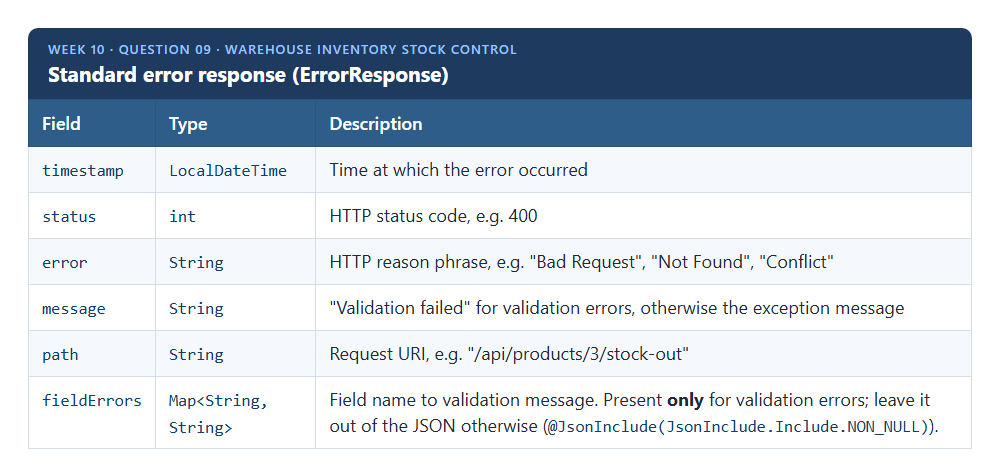 WEEK 10 · QUESTION 09 · WAREHOUSE INVENTORY STOCK CONTROL
Standard error response (ErrorResponse)
Field Type Description
timestamp LocalDateTime Time at which the error occurred
status int HTTP status code, e.g. 400
error String HTTP reason phrase, e.g. "Bad Request", "Not Found", "Conflict"
message String "Validation failed" for validation errors, otherwise the exception message
path String Request URI, e.g. "/api/products/3/stock-out"
fieldErrors Map<String, Field name to validation message. Present only for validation errors; leave it
String> out of the JSON otherwise (@JsonInclude(JsonInclude.Include.NON_NULL)).